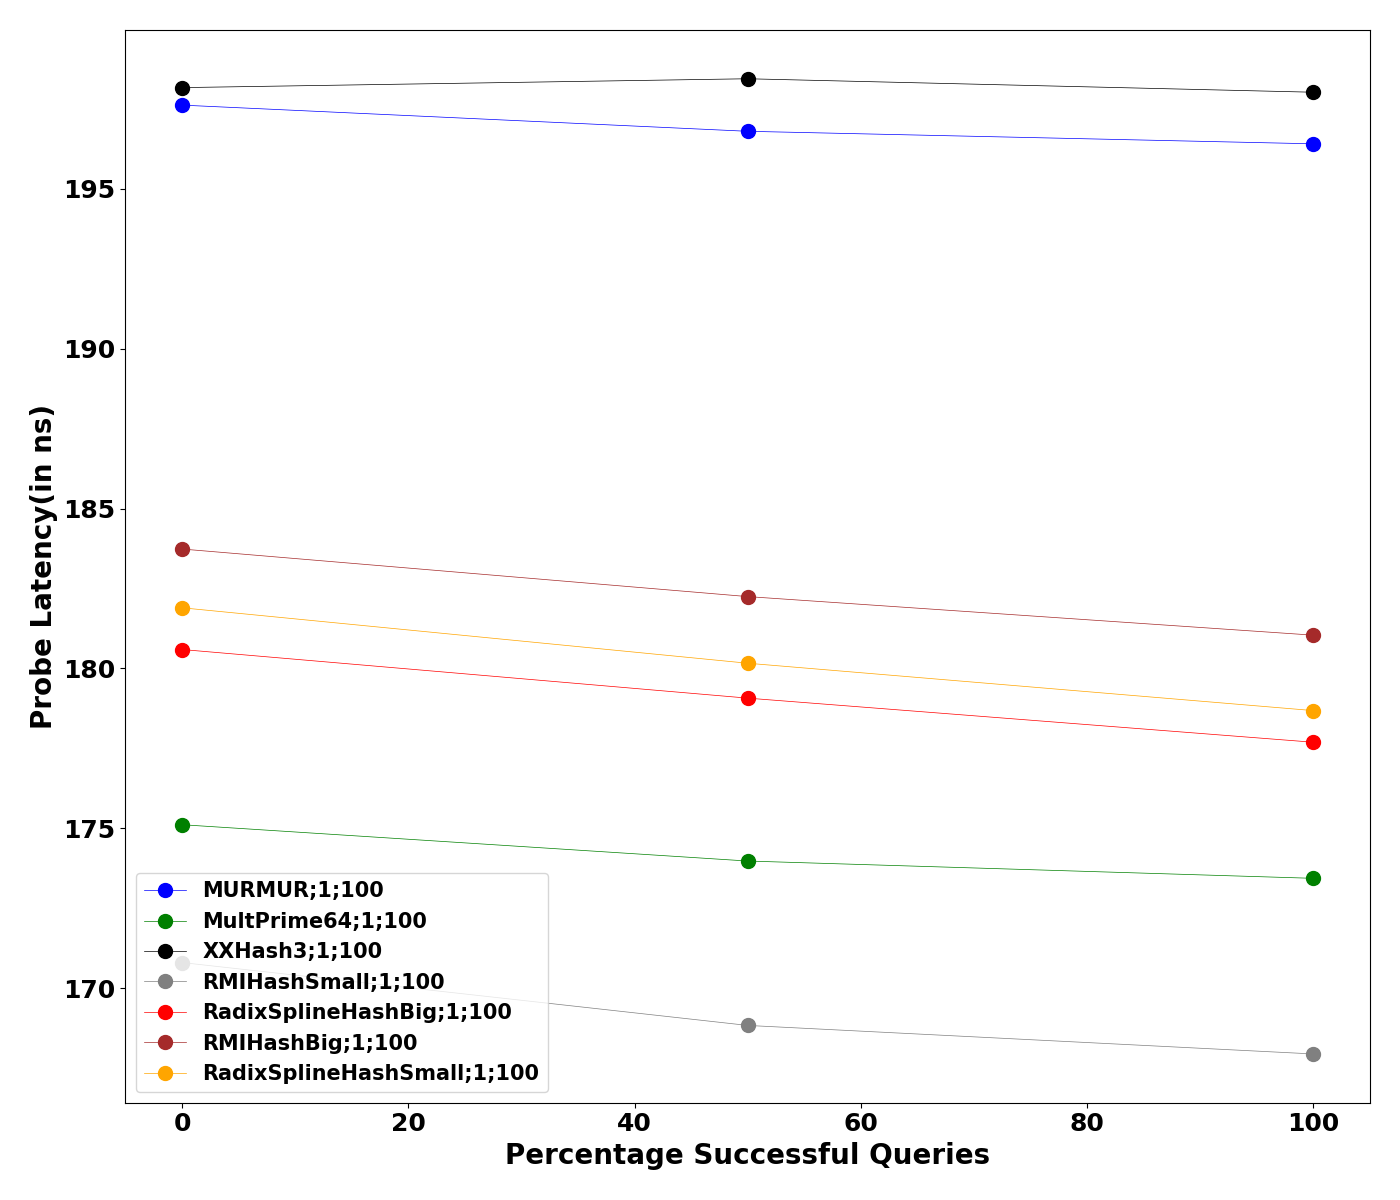 195
190
185
180
175
170
Probe Latency(in ns)
MURMUR;1;100
MultPrime64;1;100
XXHash3;1;100
RMIHashSmall;1;100
RadixSplineHashBig;1;100
RMIHashBig;1;100
RadixSplineHashSmall;1;100
0 20 40 60 80 100
Percentage Successful Queries